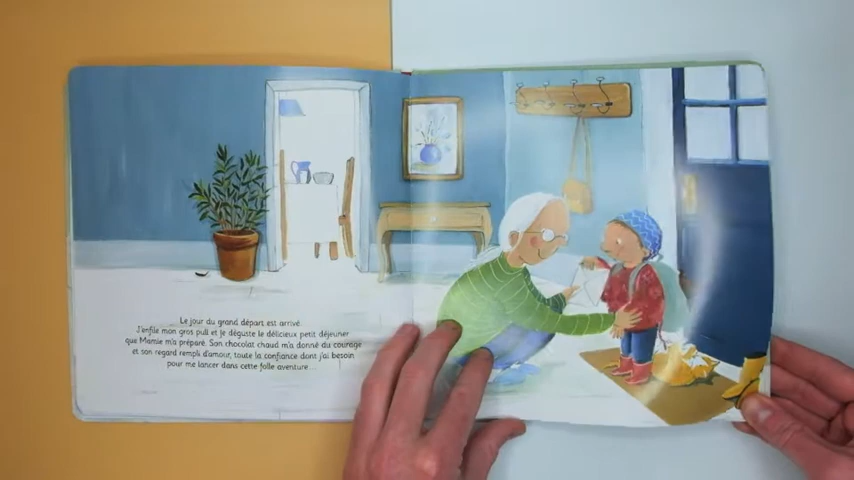 Le jour du grand départ est arrivé.
J'enfile mon gros pull et je déguste le délicieux petit déjeuner
que Mamie m'a préparé. Son chocolat chaud m'a donné du courage
et son regard rempli d'amour, toute la confiance dont j'ai besoin
pour me lancer dans cette folle aventure...